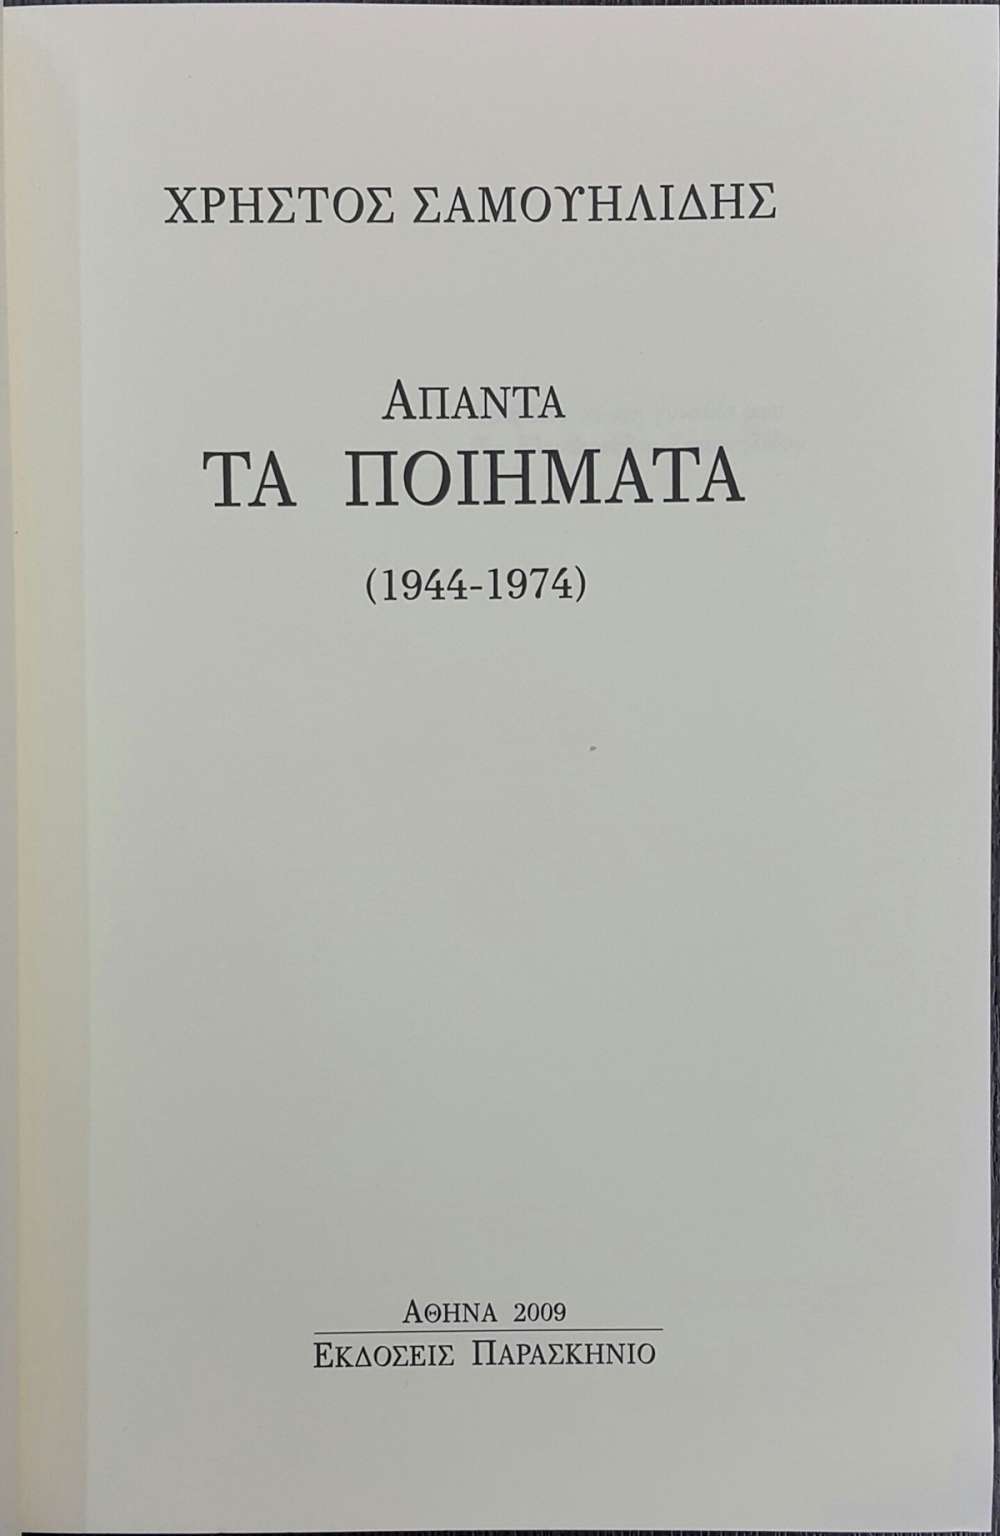 ΧΡΗΣΤΟΣ ΣΑΜΟΥΗΛΙΔΗΣ
ΑΠΑΝΤΑ
ΤΑ ΠΟΙΗΜΑΤΑ
(1944-1974)
ΑΘΗΝΑ 2009
ΕΚΔΟΣΕΙΣ ΠΑΡΑΣΚΗΝΙΟ